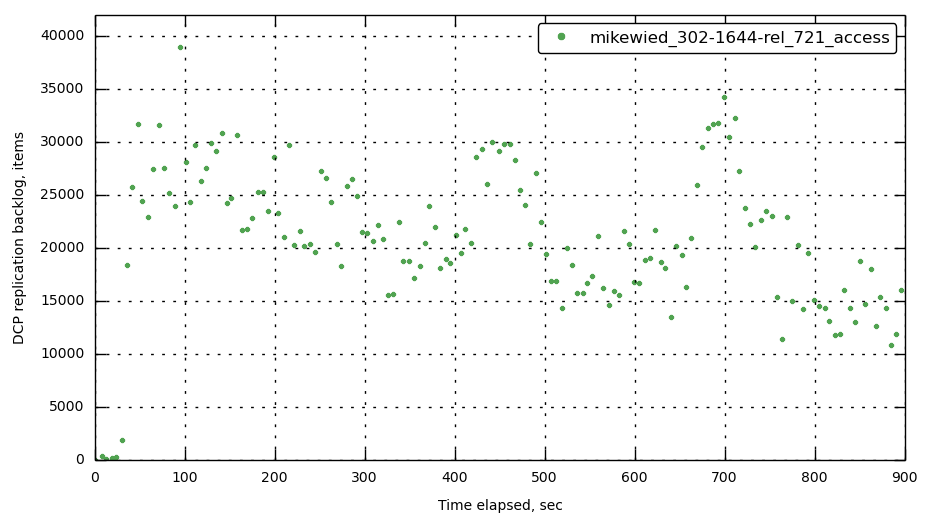 mikewied_302-1644-rel_721_access
40000
35000
30000
25000
20000
15000
10000
5000
0
DCP replication backlog, items
0 100 200 300 400 500 600 700 800 900
Time elapsed, sec